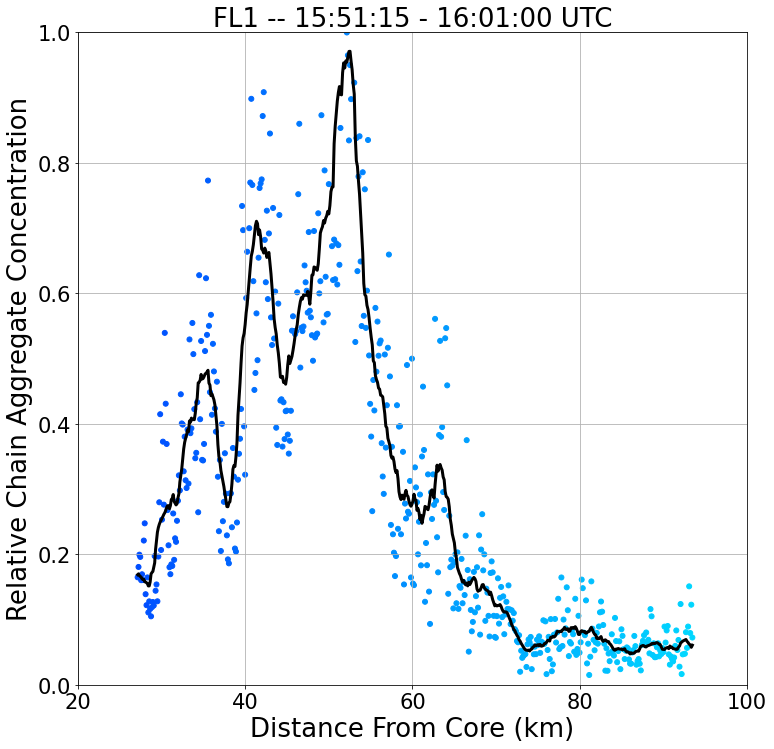 FL1 -- 15:51:15 - 16:01:00 UTC
Relative Chain Aggregate Concentration
1.0
0.8
0.6
0.4
0.2
0.0
20 40 60 80 100
Distance From Core (km)